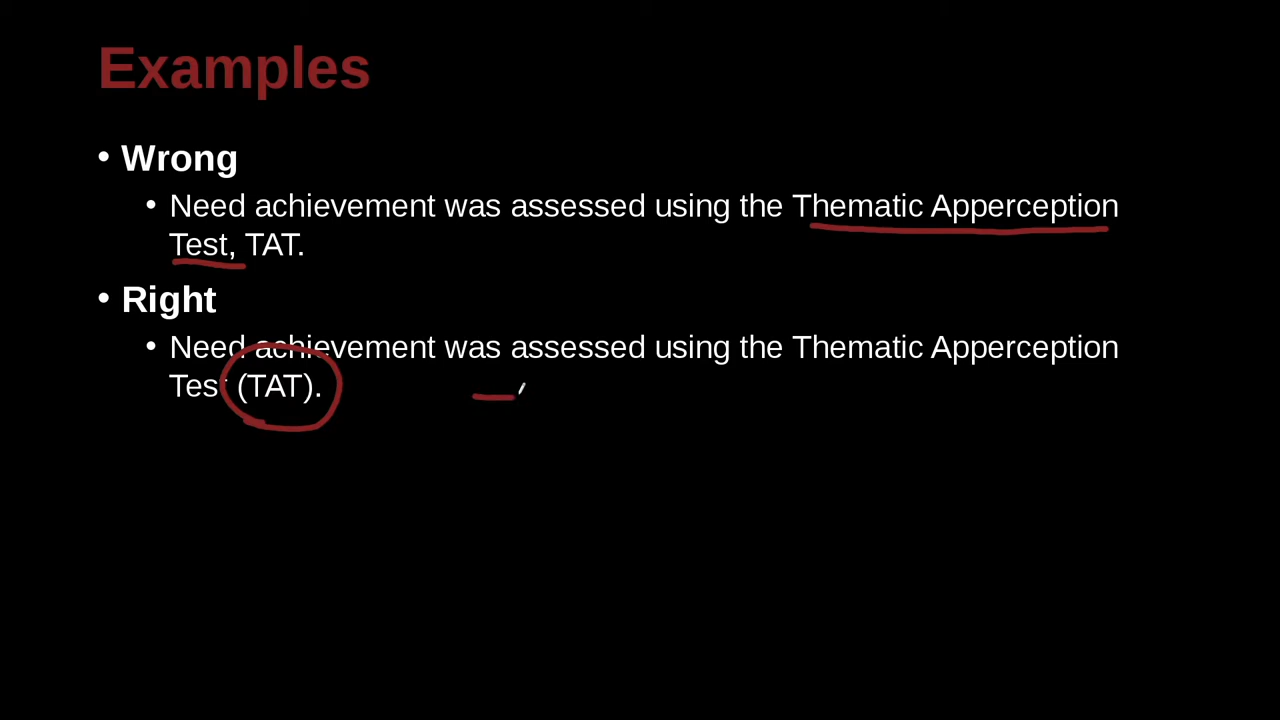 Examples
• Wrong
• Need achievement was assessed using the Thematic Apperception
Test, TAT.
• Right
• Need achievement was assessed using the Thematic Apperception
Test (TAT).